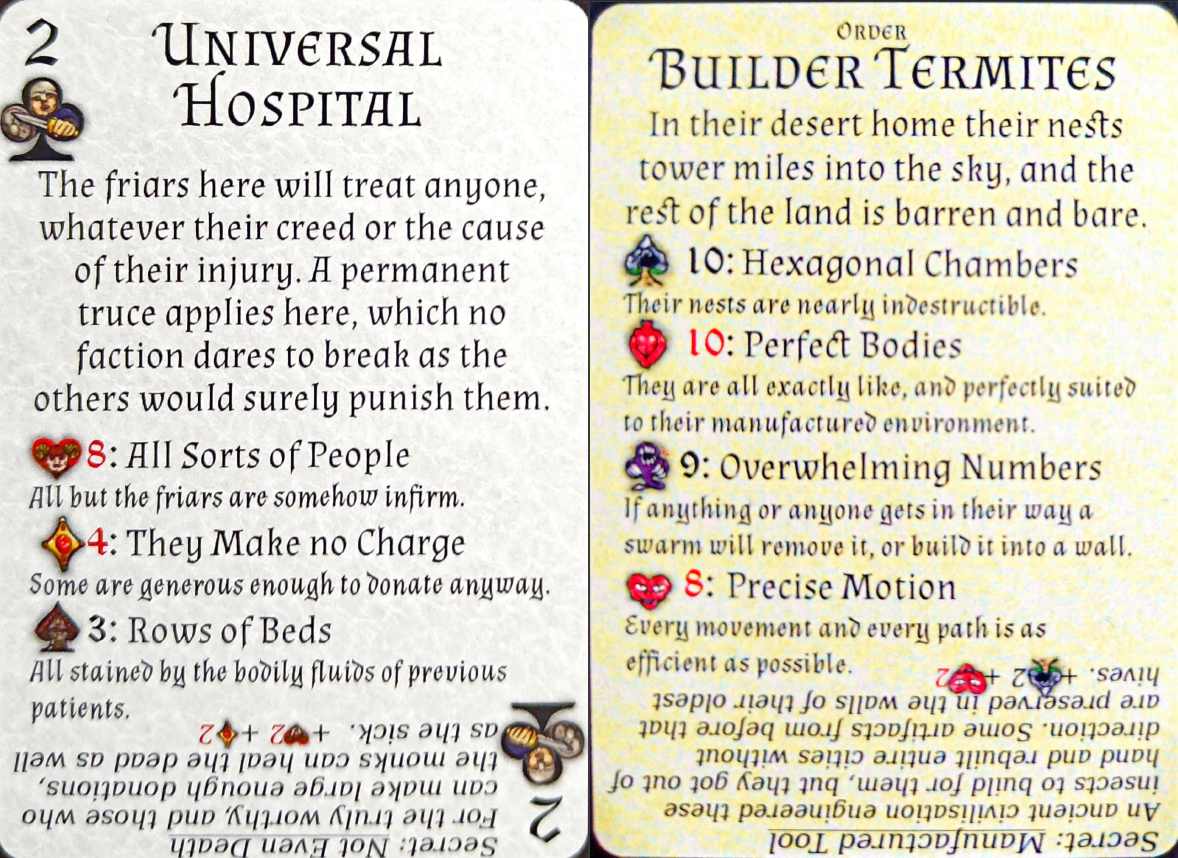 2
UNIVERSAL
HOSPITAL
The friars here will treat anyone,
whatever their creed or the cause
of their injury. A permanent
truce applies here, which no
faction dares to break as the
others would surely punish them.
8: All Sorts of People
All but the friars are somehow infirm.
4: They Make no Charge
Some are generous enough to donate anyway.
3: Rows of Beds
All stained by the bodily fluids of previous
patients.
Secret: Not Even Death
For the truly worthy, and those who
can make large enough donations,
the monks can heal the dead as well
as the sick. + 2 + 2
2
ORDER
BUILDER TERMITES
In their desert home their nests
tower miles into the sky, and the
rest of the land is barren and bare.
10: Hexagonal Chambers
Their nests are nearly indestructible.
10: Perfect Bodies
They are all exactly like, and perfectly suited
to their manufactured environment.
9: Overwhelming Numbers
If anything or anyone gets in their way a
swarm will remove it, or build it into a wall.
8: Precise Motion
Every movement and every path is as
efficient as possible.
Secret: Manufactured Tool
An ancient civilisation engineered these
insects to build for them, but they got out of
hand and rebuilt entire cities without
direction. Some artifacts from before that
are preserved in the walls of their oldest
hives. + 2 + 2